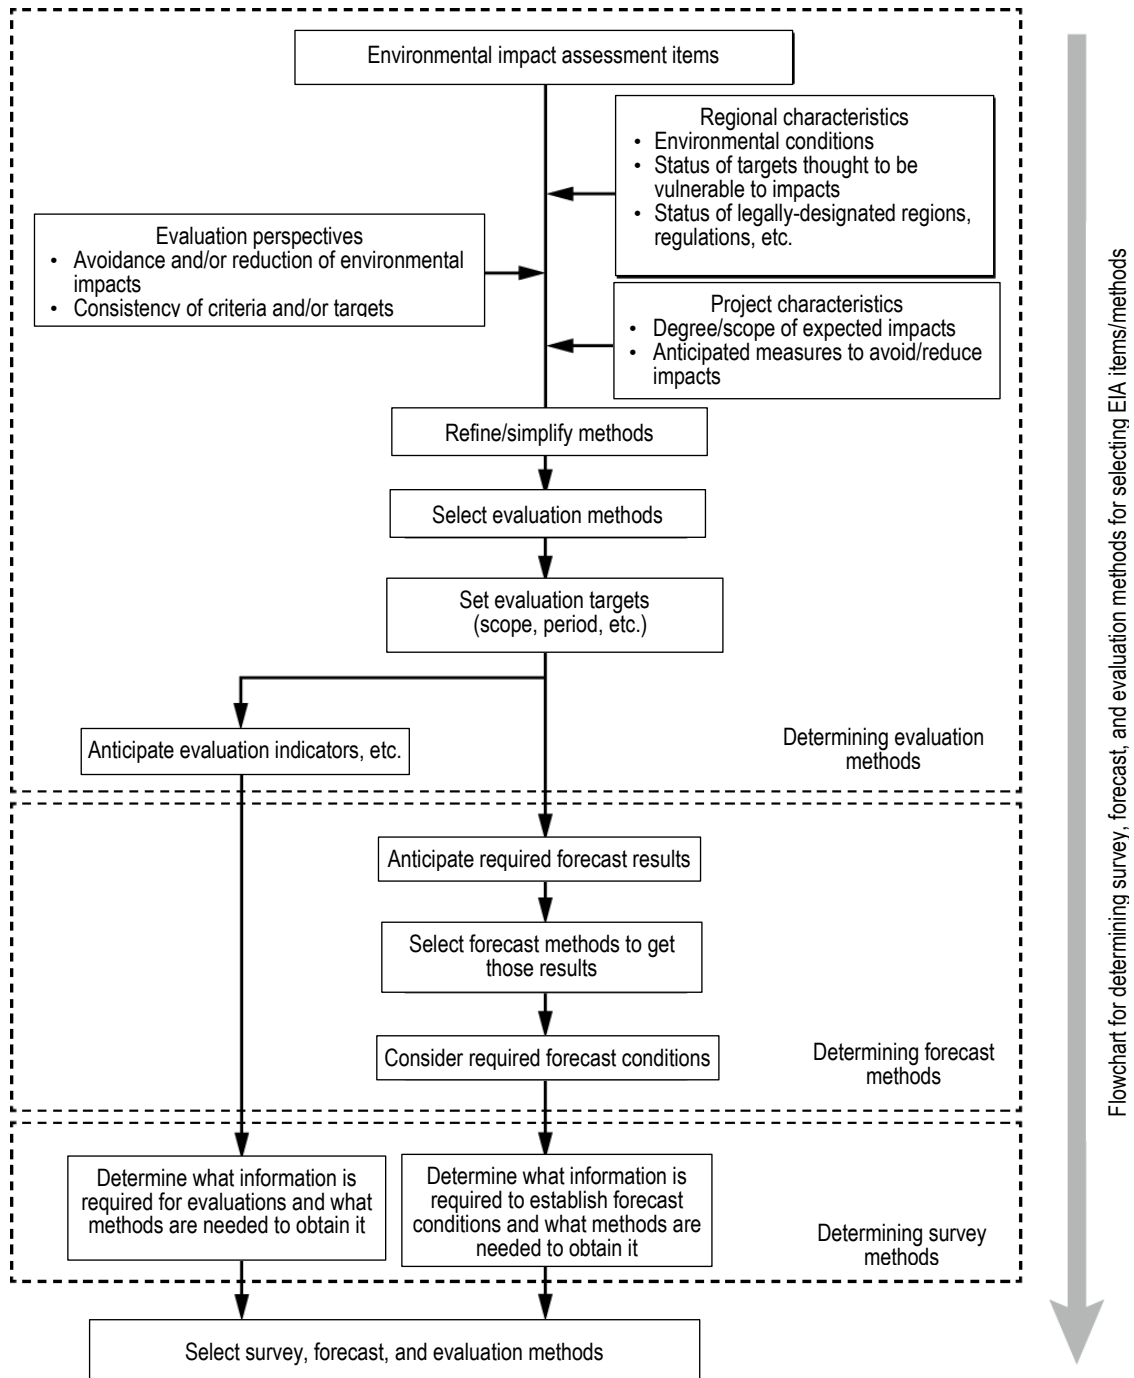 Environmental impact assessment items
Regional characteristics
• Environmental conditions
• Status of targets thought to be
vulnerable to impacts
• Status of legally-designated regions,
regulations, etc.
Evaluation perspectives
• Avoidance and/or reduction of environmental
impacts
• Consistency of criteria and/or targets
Project characteristics
• Degree/scope of expected impacts
• Anticipated measures to avoid/reduce
impacts
Refine/simplify methods
Select evaluation methods
Set evaluation targets
(scope, period, etc.)
Anticipate evaluation indicators, etc.
Determining evaluation
methods
Anticipate required forecast results
Select forecast methods to get
those results
Consider required forecast conditions
Determining forecast
methods
Determine what information is
required for evaluations and what
methods are needed to obtain it
Determine what information is
required to establish forecast
conditions and what methods are
needed to obtain it
Determining survey
methods
Select survey, forecast, and evaluation methods
Flowchart for determining survey, forecast, and evaluation methods for selecting EIA items/methods